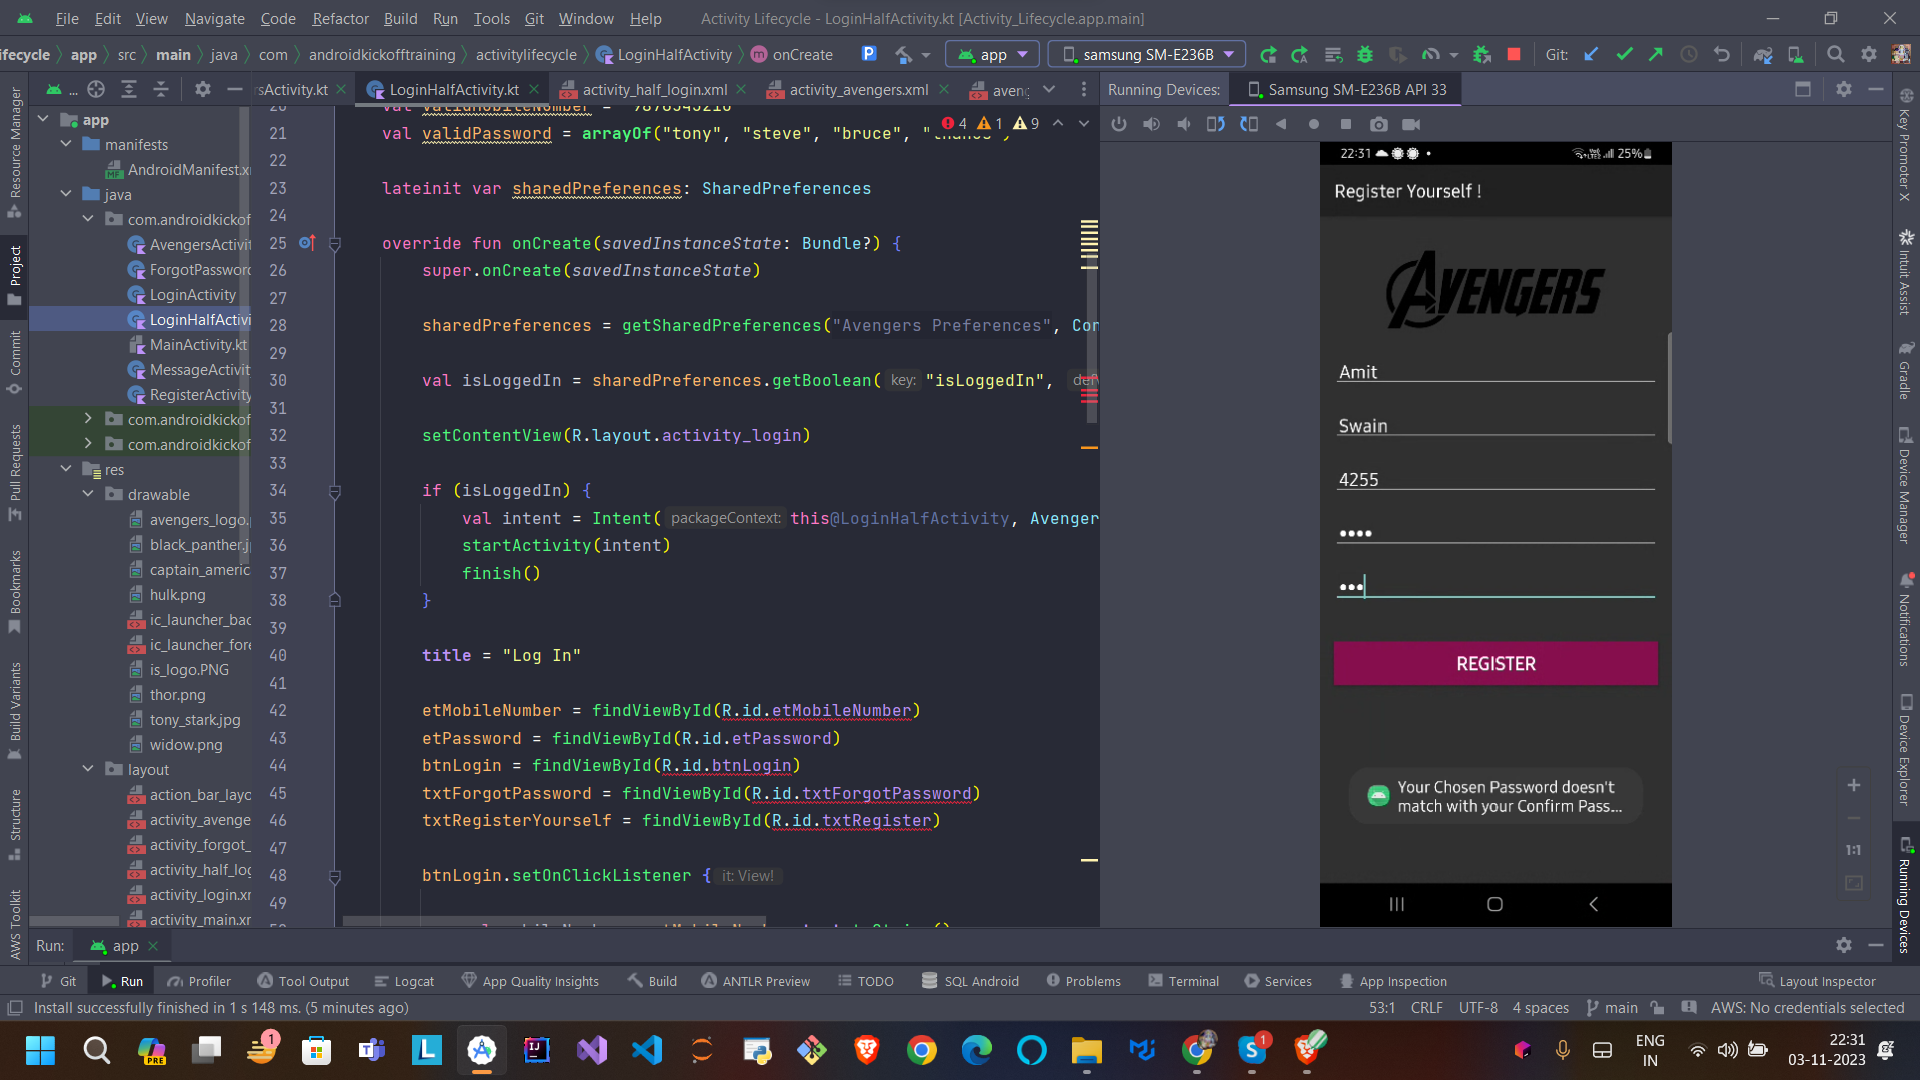 File Edit View Navigate Code Refactor Build Run Tools Git Window Help Activity Lifecycle - LoginHalfActivity.kt [Activity_Lifecycle.app.main]
ifecycle app src main java com androidkickofftraining activitylifecycle LoginHalfActivity onCreate app samsung SM-E236B Git:
... rsActivity.kt LoginHalfActivity.kt activity_half_login.xml activity_avengers.xml aveng
Running Devices: Samsung SM-E236B API 33
Resource Manager
Project
Commit
Pull Requests
Bookmarks
Build Variants
Structure
AWS Toolkit
app
manifests
AndroidManifest.x
java
com.androidkickof
AvengersActivit
ForgotPassword
LoginActivity
LoginHalfActivi
MainActivity.kt
MessageActivit
RegisterActivity
com.androidkickof
com.androidkickof
res
drawable
avengers_logo.
black_panther.j
captain_americ
hulk.png
ic_launcher_bac
ic_launcher_fore
is_logo.PNG
thor.png
tony_stark.jpg
widow.png
layout
action_bar_layo
activity_avenge
activity_forgot_
activity_half_log
activity_login.xm
activity_main.xm
4 1 9
20 val validMobileNumber = "9876543210"
21 val validPassword = arrayOf("tony", "steve", "bruce", "thanos")
22
23 lateinit var sharedPreferences: SharedPreferences
24
25 override fun onCreate(savedInstanceState: Bundle?) {
26 super.onCreate(savedInstanceState)
27
28 sharedPreferences = getSharedPreferences("Avengers Preferences", Con
29
30 val isLoggedIn = sharedPreferences.getBoolean( key: "isLoggedIn", defV
31
32 setContentView(R.layout.activity_login)
33
34 if (isLoggedIn) {
35 val intent = Intent( packageContext: this@LoginHalfActivity, Avenger
36 startActivity(intent)
37 finish()
38 }
39
40 title = "Log In"
41
42 etMobileNumber = findViewById(R.id.etMobileNumber)
43 etPassword = findViewById(R.id.etPassword)
44 btnLogin = findViewById(R.id.btnLogin)
45 txtForgotPassword = findViewById(R.id.txtForgotPassword)
46 txtRegisterYourself = findViewById(R.id.txtRegister)
47
48 btnLogin.setOnClickListener { it: View!
49
22:31 25%
Register Yourself !
AVENGERS
Amit
Swain
4255
••••
•••
REGISTER
Your Chosen Password doesn't
match with your Confirm Pass...
1:1
Key Promoter X
Intuit Assist
Gradle
Device Manager
Notifications
Device Explorer
Running Devices
Run: app
Git Run Profiler Tool Output Logcat App Quality Insights Build ANTLR Preview TODO SQL Android Problems Terminal Services App Inspection Layout Inspector
Install successfully finished in 1 s 148 ms. (5 minutes ago) 53:1 CRLF UTF-8 4 spaces main AWS: No credentials selected
PRE 1 L 1
ENG
IN
22:31
03-11-2023